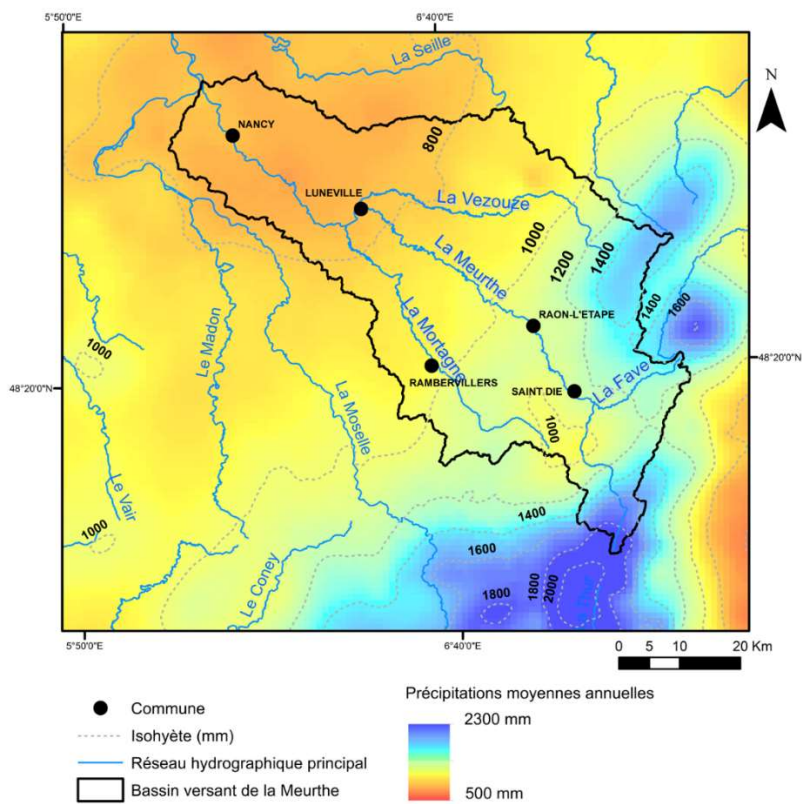 5°50'0"E
6°40'0"E
La Seille
N
NANCY
800
LUNEVILLE
La Vezouze
1000
1200
1400
La Meurthe
1400
1600
RAON-L'ETAPE
La Mortagne
Le Madon
1000
48°20'0"N
48°20'0"N
RAMBERVILLERS
SAINT DIE
La Fave
1000
La Moselle
Le Vair
1000
1400
1600
Le Coney
1800
1800
2000
5°50'0"E
6°40'0"E
0 5 10 20 Km
Commune
Isohyète (mm)
Réseau hydrographique principal
Bassin versant de la Meurthe
Précipitations moyennes annuelles
2300 mm
500 mm